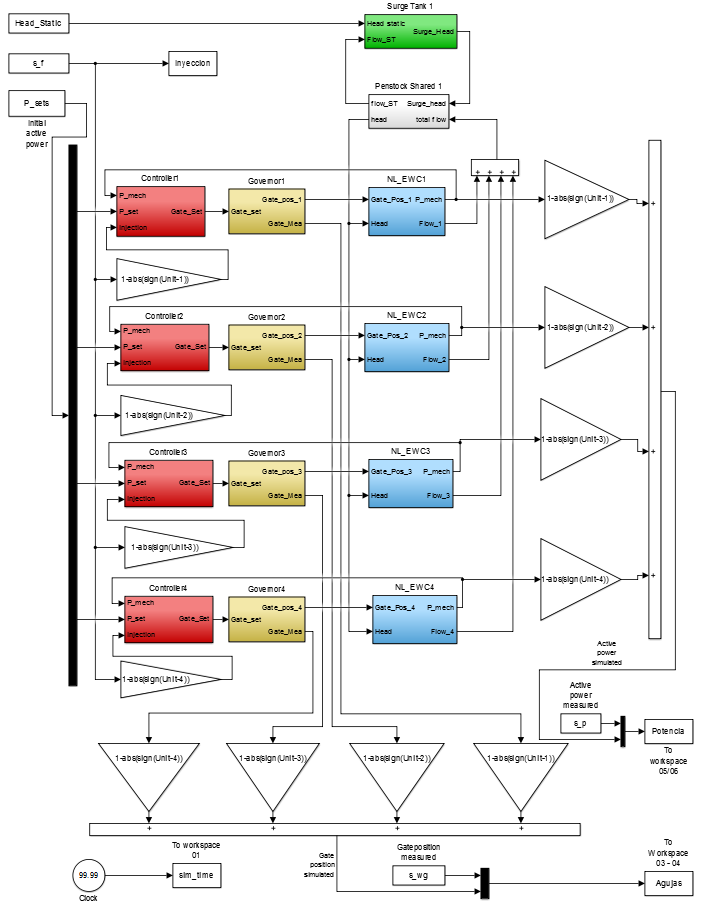 Surge Tank 1
Head_Static
Head static
Surge_Head
Flow_ST
s_f
Inyeccion
Penstock Shared 1
P_sets
flow_ST
Surge_head
head
total flow
Initial
active
power
+ + + +
Controller1
P_mech
P_set
Gate_Set
Injection
Governor1
Gate_pos_1
Gate_set
Gate_Mea
NL_EWC1
Gate_Pos_1
P_mech
Head
Flow_1
1-abs(sign(Unit-1))
+
1-abs(sign(Unit-1))
Controller2
P_mech
P_set
Gate_Set
Injection
Governor2
Gate_pos_2
Gate_set
Gate_Mea
NL_EWC2
Gate_Pos_2
P_mech
Head
Flow_2
1-abs(sign(Unit-2))
+
1-abs(sign(Unit-2))
Controller3
P_mech
P_set
Gate_Set
Injection
Governor3
Gate_pos_3
Gate_set
Gate_Mea
NL_EWC3
Gate_Pos_3
P_mech
Head
Flow_3
1-abs(sign(Unit-3))
+
1-abs(sign(Unit-3))
Controller4
P_mech
P_set
Gate_Set
Injection
Governor4
Gate_pos_4
Gate_set
Gate_Mea
NL_EWC4
Gate_Pos_4
P_mech
Head
Flow_4
1-abs(sign(Unit-4))
+
1-abs(sign(Unit-4))
Active
power
simulated
Active
power
measured
s_p
Potencia
To
workspace
05/06
1-abs(sign(Unit-4))
1-abs(sign(Unit-3))
1-abs(sign(Unit-2))
1-abs(sign(Unit-1))
+ + + +
To workspace
01
99.99
sim_time
Clock
Gate
position
simulated
Gateposition
measured
s_wg
To
Workspace
03 - 04
Agujas